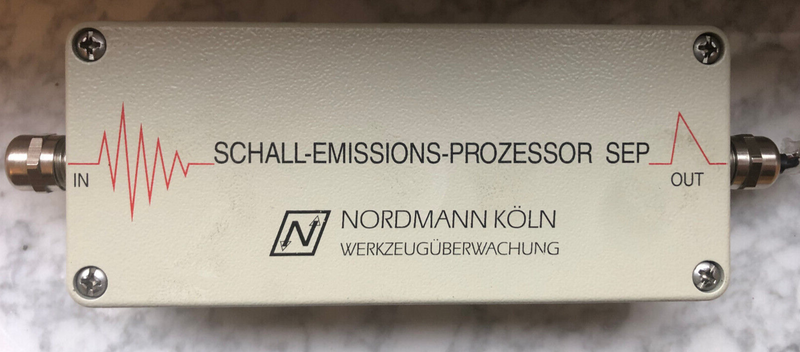 SCHALL-EMISSIONS-PROZESSOR SEP
IN
OUT
N
NORDMANN KÖLN
WERKZEUGÜBERWACHUNG